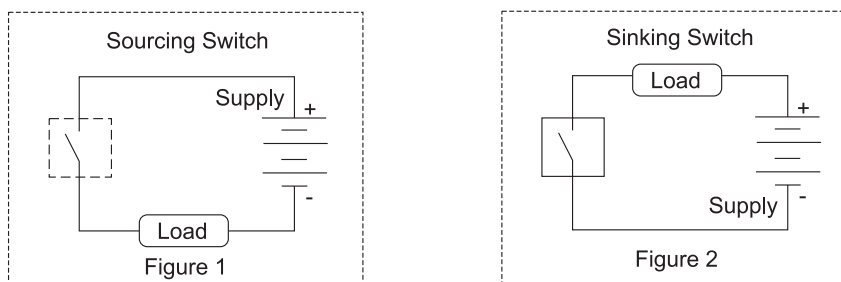 Sourcing Switch
Supply
+
-
Load
Figure 1
Sinking Switch
Load
+
-
Supply
Figure 2